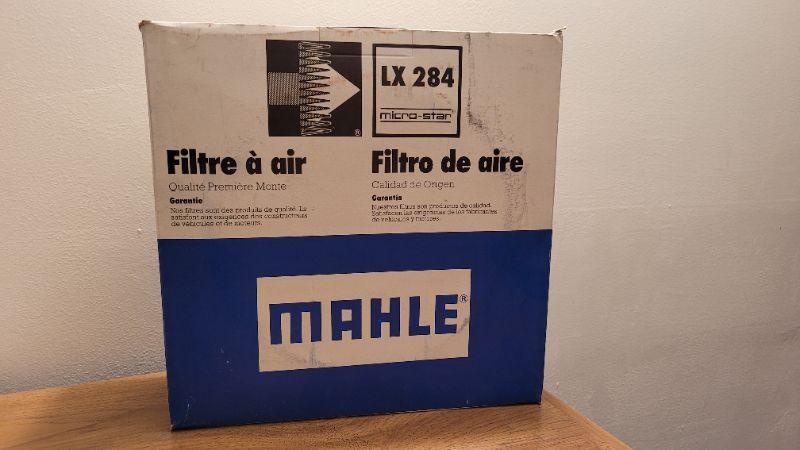 LX 284
micro-star
®
Filtre à air
Qualité Première Monte
Garantie
Nos filtres sont des produits de qualité. Ils
satisfont aux exigences des constructeurs
de véhicules et de moteurs.
Filtro de aire
Calidad de Origen
Garantia
Nuestros filtros son productos de calidad.
Satisfacen las exigencias de los fabricantes
de vehículos y motores.
MAHLE®